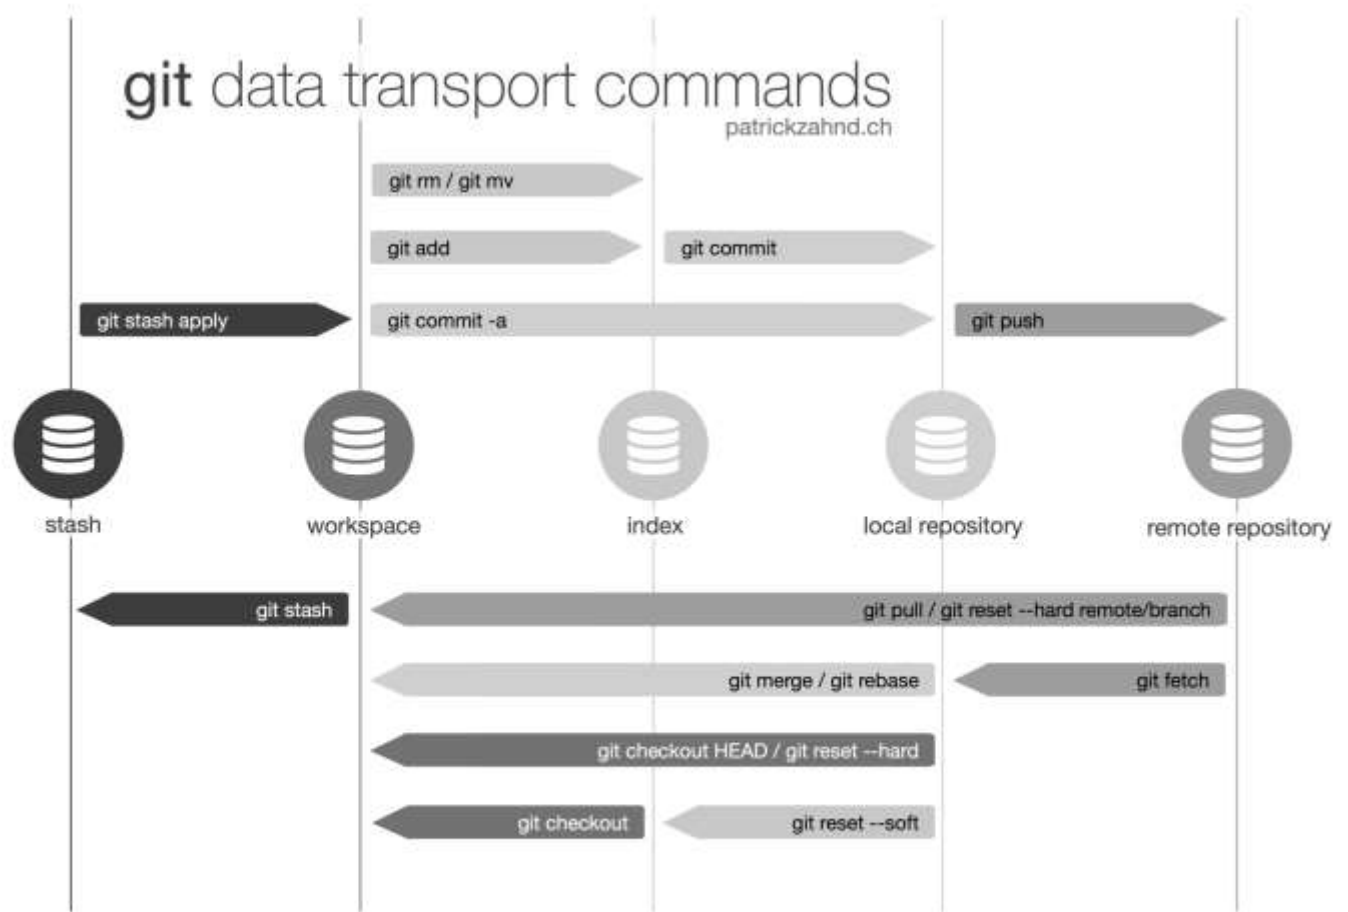 git data transport commands
patrickzahnd.ch
git rm / git mv
git add
git commit
git stash apply
git commit -a
git push
stash
workspace
index
local repository
remote repository
git stash
git pull / git reset --hard remote/branch
git merge / git rebase
git fetch
git checkout HEAD / git reset --hard
git checkout
git reset --soft